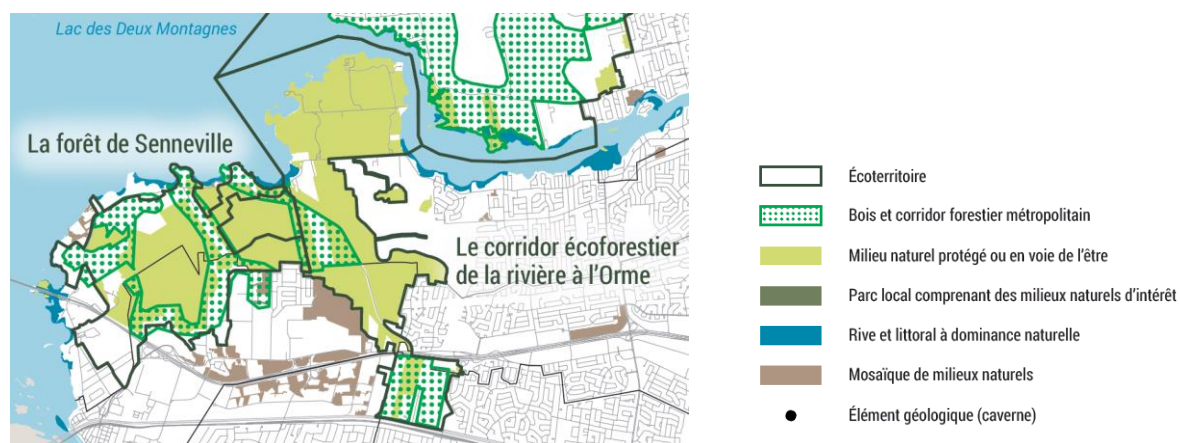 Lac des Deux Montagnes
La forêt de Senneville
Le corridor écoforestier
de la rivière à l'Orme
Écoterritoire
Bois et corridor forestier métropolitain
Milieu naturel protégé ou en voie de l'être
Parc local comprenant des milieux naturels d'intérêt
Rive et littoral à dominance naturelle
Mosaïque de milieux naturels
Élément géologique (caverne)